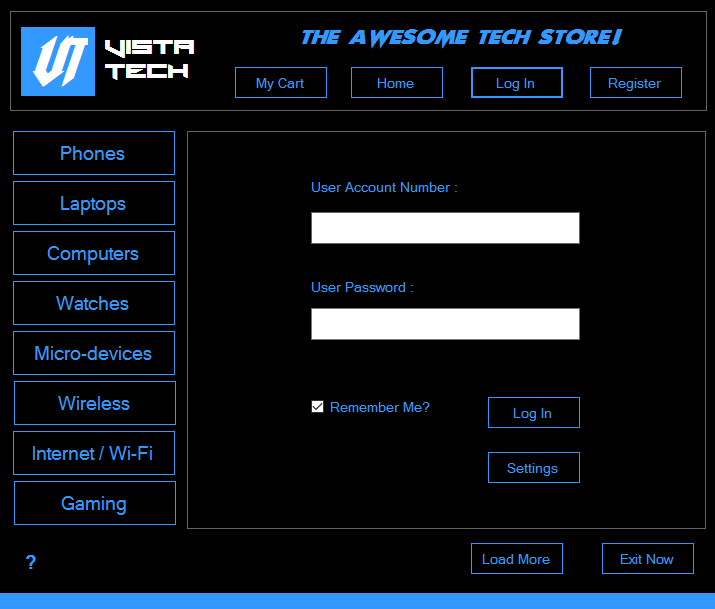 VISTA
TECH
THE AWESOME TECH STORE!
My Cart
Home
Log In
Register
Phones
Laptops
Computers
Watches
Micro-devices
Wireless
Internet / Wi-Fi
Gaming
User Account Number :
User Password :
Remember Me?
Log In
Settings
?
Load More
Exit Now